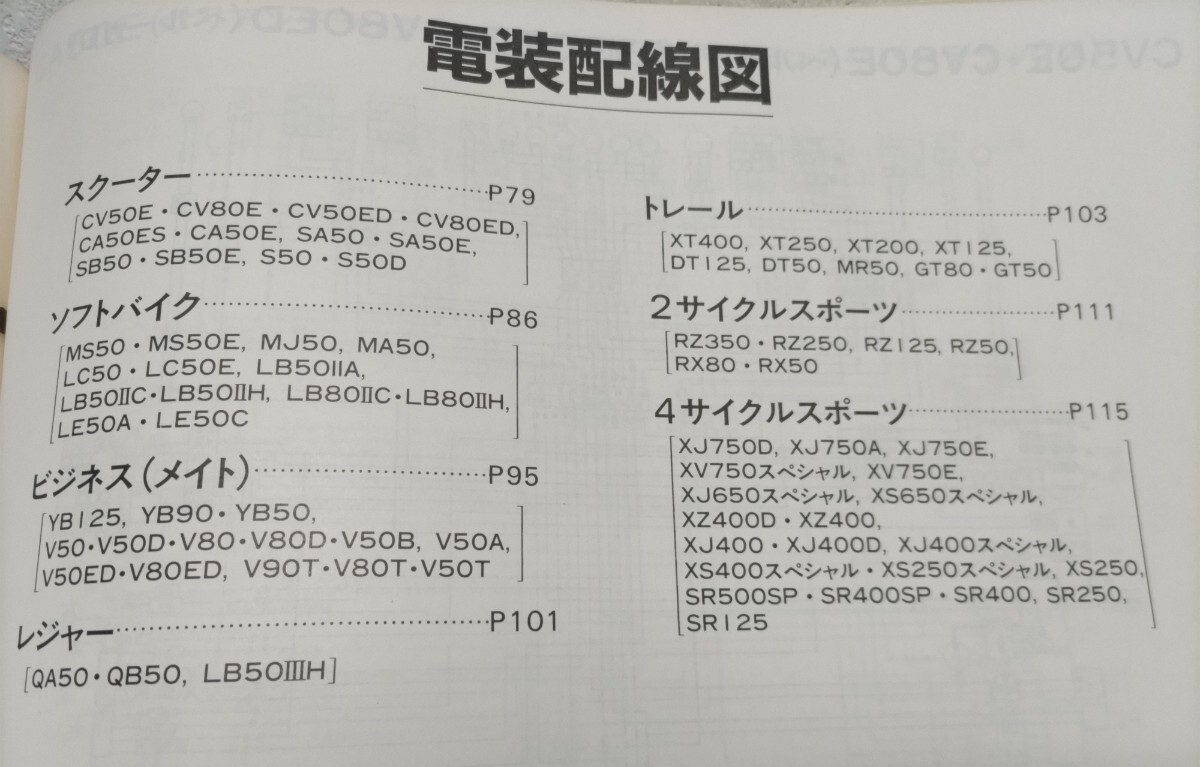 電装配線図
スクーター……………………P79
[CV50E・CV80E・CV50ED・CV80ED,
CA50ES・CA50E, SA50・SA50E,
SB50・SB50E, S50・S50D]
ソフトバイク……………………P86
[MS50・MS50E, MJ50, MA50,
LC50・LC50E, LB50IIA,
LB50IIC・LB50IIH, LB80IIC・LB80IIH,
LE50A・LE50C]
ビジネス(メイト)……………………P95
[YB125, YB90・YB50,
V50・V50D・V80・V80D・V50B, V50A,
V50ED・V80ED, V90T・V80T・V50T]
レジャー……………………P101
[QA50・QB50, LB50IIIH]
トレール……………………P103
[XT400, XT250, XT200, XT125,
DT125, DT50, MR50, GT80・GT50]
2サイクルスポーツ……………………P111
[RZ350・RZ250, RZ125, RZ50,
RX80・RX50]
4サイクルスポーツ……………………P115
[XJ750D, XJ750A, XJ750E,
XV750スペシャル, XV750E,
XJ650スペシャル, XS650スペシャル,
XZ400D・XZ400,
XJ400・XJ400D, XJ400スペシャル,
XS400スペシャル・XS250スペシャル, XS250,
SR500SP・SR400SP・SR400, SR250,
SR125]